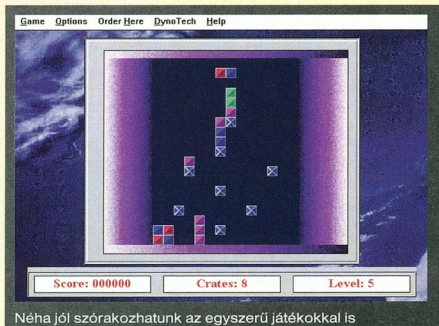 Game Options Order Here DynoTech Help
Score: 000000 Crates: 8 Level: 5
Néha jól szórakozhatunk az egyszerű játékokkal is